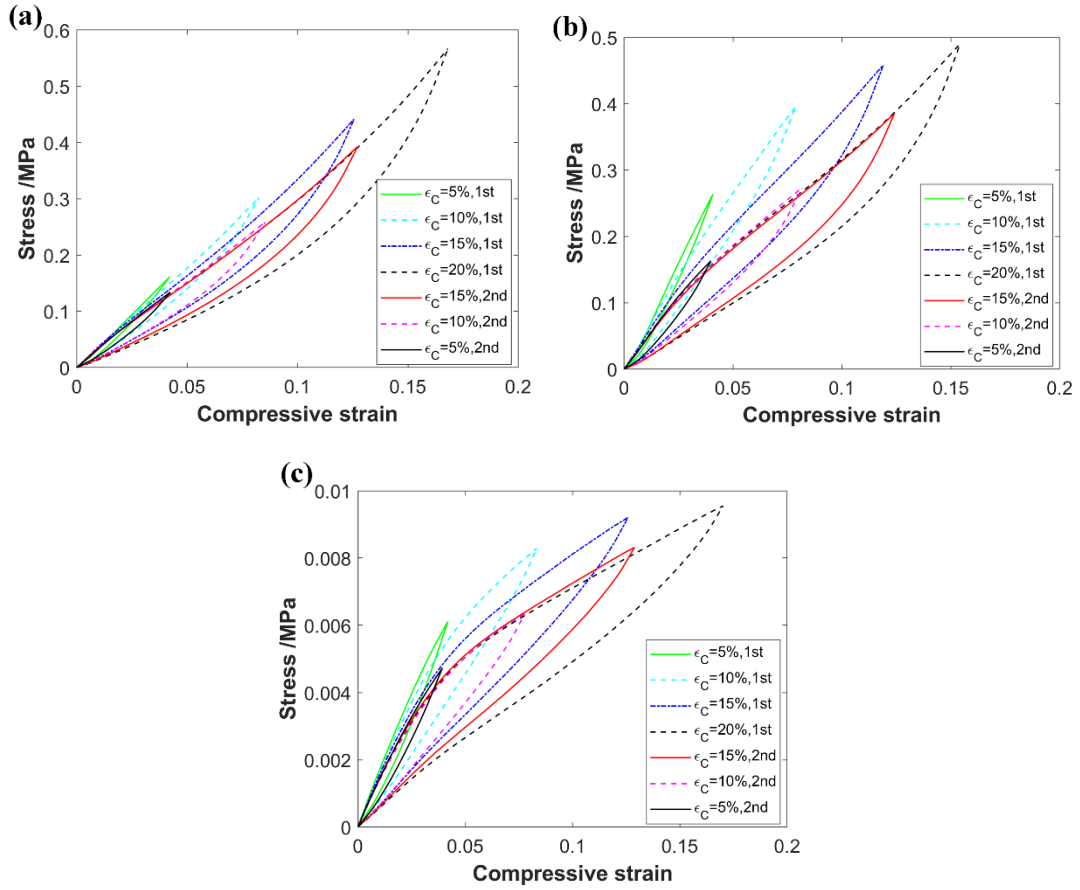 (a)
0.6
0.5
0.4
0.3
0.2
0.1
0
0
0.05
0.1
0.15
0.2
Stress /MPa
Compressive strain
ϵC=5%,1st
ϵC=10%,1st
ϵC=15%,1st
ϵC=20%,1st
ϵC=15%,2nd
ϵC=10%,2nd
ϵC=5%,2nd
(b)
0.5
0.4
0.3
0.2
0.1
0
0
0.05
0.1
0.15
0.2
Stress /MPa
Compressive strain
ϵC=5%,1st
ϵC=10%,1st
ϵC=15%,1st
ϵC=20%,1st
ϵC=15%,2nd
ϵC=10%,2nd
ϵC=5%,2nd
(c)
0.01
0.008
0.006
0.004
0.002
0
0
0.05
0.1
0.15
0.2
Stress /MPa
Compressive strain
ϵC=5%,1st
ϵC=10%,1st
ϵC=15%,1st
ϵC=20%,1st
ϵC=15%,2nd
ϵC=10%,2nd
ϵC=5%,2nd